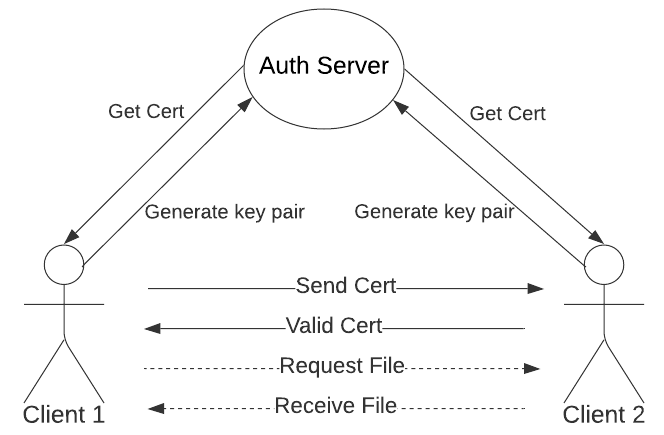 Auth Server
Get Cert
Get Cert
Generate key pair
Generate key pair
Send Cert
Valid Cert
Request File
Receive File
Client 1
Client 2